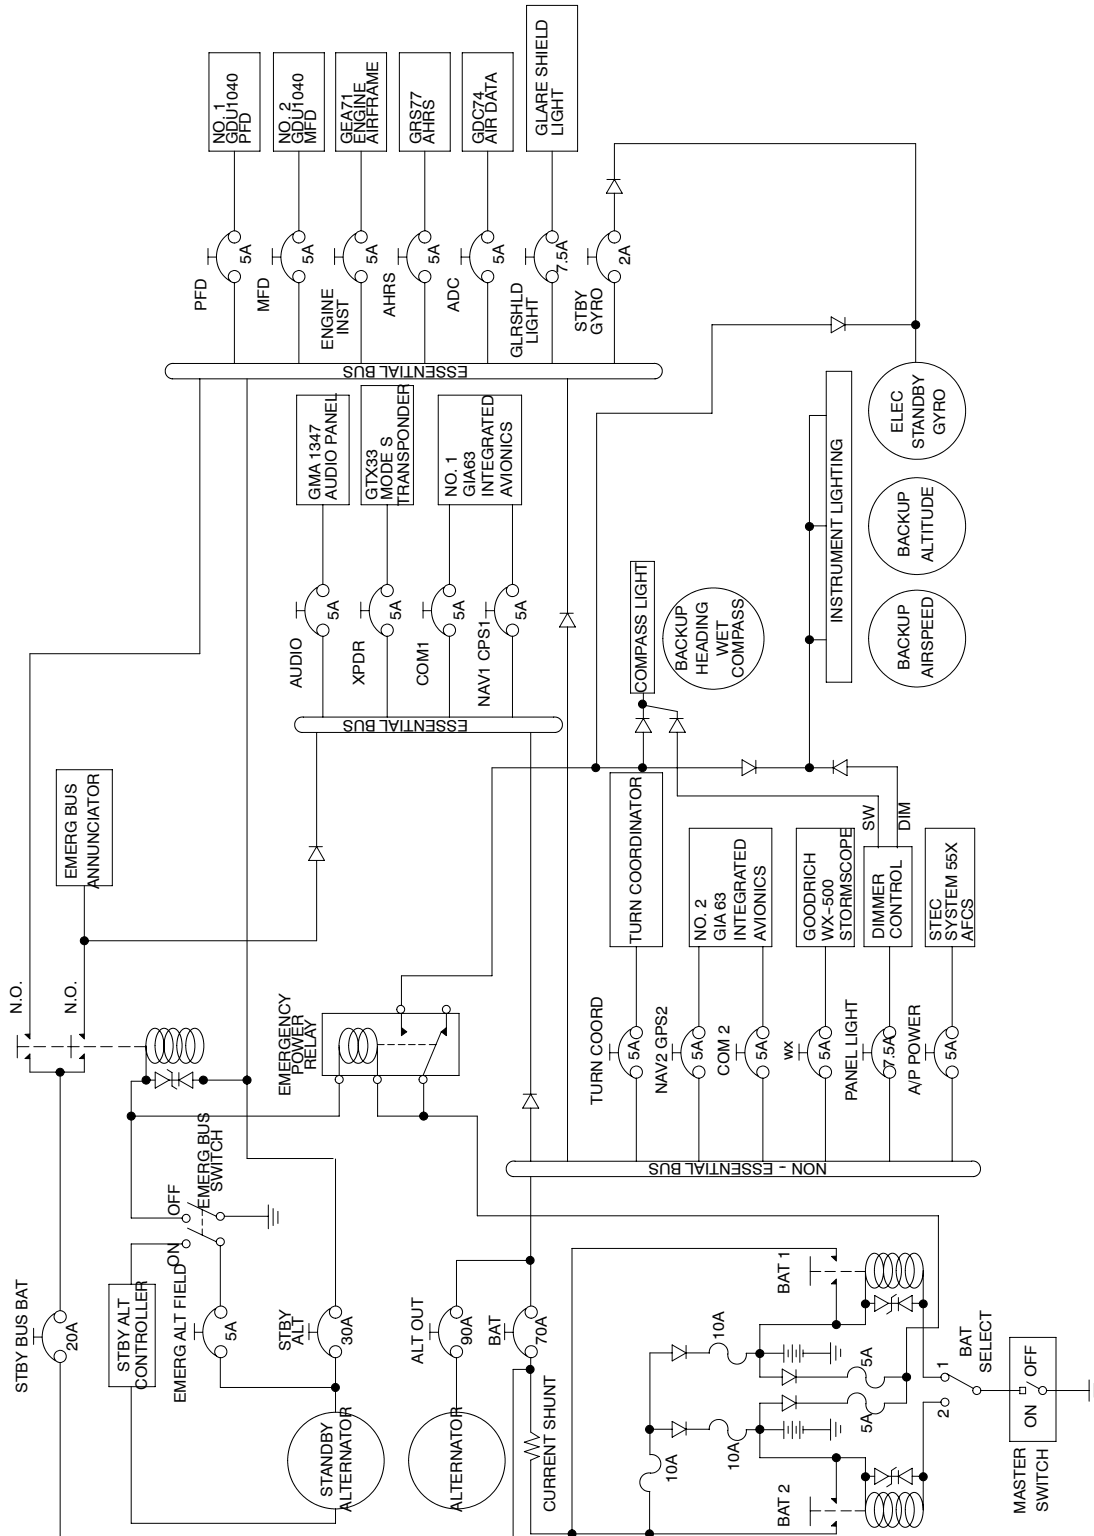 NO. 1
GDU1040
PFD
NO. 2
GDU1040
MFD
GEA71
ENGINE
AIRFRAME
GRS77
AHRS
GDC74
AIR DATA
GLARE SHIELD
LIGHT
PFD
5A
MFD
5A
ENGINE
INST
5A
AHRS
5A
ADC
5A
GLRSHLD
LIGHT
7.5A
STBY
GYRO
2A
ESSENTIAL BUS
GMA 1347
AUDIO PANEL
GTX33
MODE S
TRANSPONDER
NO. 1
GIA63
INTEGRATED
AVIONICS
AUDIO
5A
XPDR
5A
COM1
5A
NAV1 CPS1
5A
ESSENTIAL BUS
ELEC
STANDBY
GYRO
INSTRUMENT LIGHTING
BACKUP
ALTITUDE
BACKUP
AIRSPEED
COMPASS LIGHT
BACKUP
HEADING
WET
COMPASS
EMERG BUS
ANNUNCIATOR
N.O.
N.O.
EMERGENCY
POWER
RELAY
TURN COORDINATOR
NO. 2
GIA 63
INTEGRATED
AVIONICS
GOODRICH
WX-500
STORMSCOPE
SW
DIM
DIMMER
CONTROL
STEC
SYSTEM 55X
AFCS
TURN COORD
5A
NAV2 GPS2
5A
COM 2
5A
WX
5A
PANEL LIGHT
7.5A
A/P POWER
5A
NON - ESSENTIAL BUS
EMERG BUS
SWITCH
OFF
ON
STBY BUS BAT
20A
STBY ALT
CONTROLLER
EMERG ALT FIELD
5A
STBY
ALT
30A
ALT OUT
90A
BAT
70A
STANDBY
ALTERNATOR
ALTERNATOR
CURRENT SHUNT
BAT 1
10A
5A
5A
10A
10A
BAT 2
BAT
SELECT
1
2
OFF
ON
MASTER
SWITCH